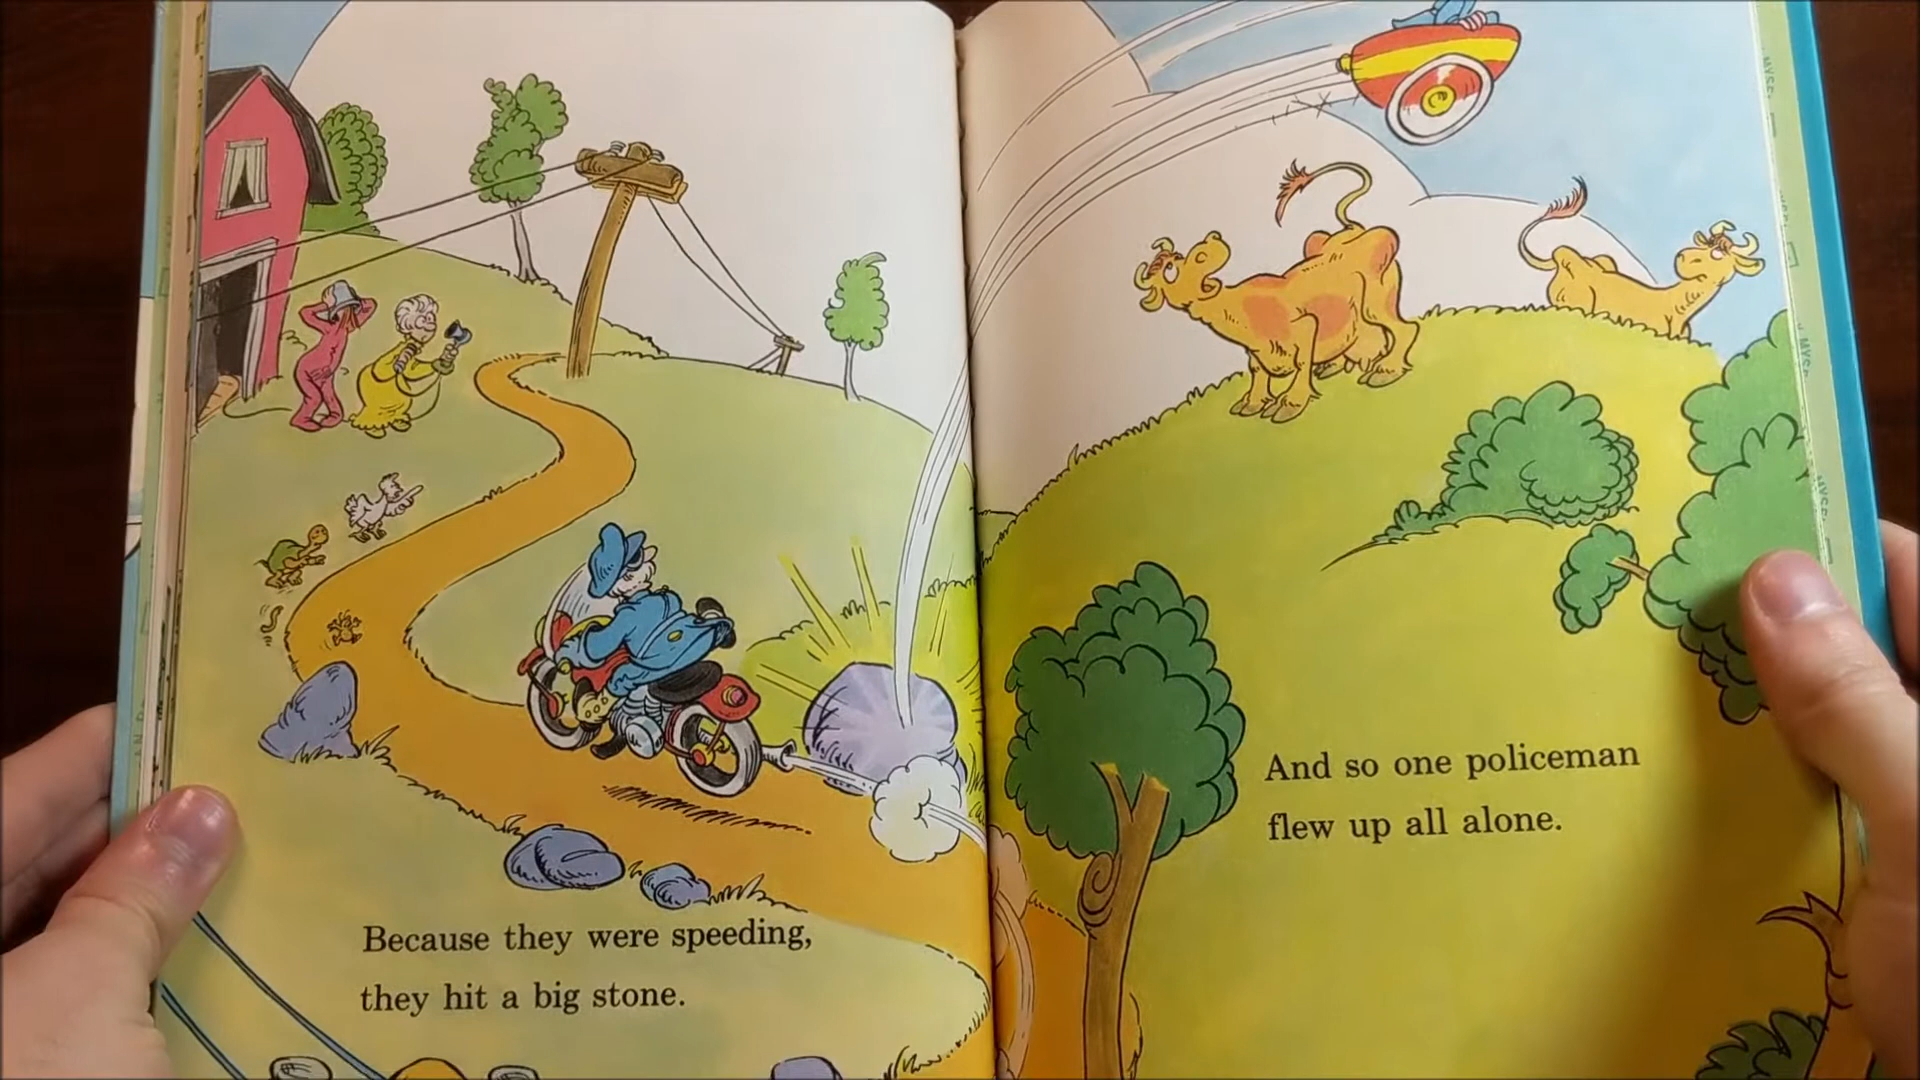 Because they were speeding,
they hit a big stone.
And so one policeman
flew up all alone.